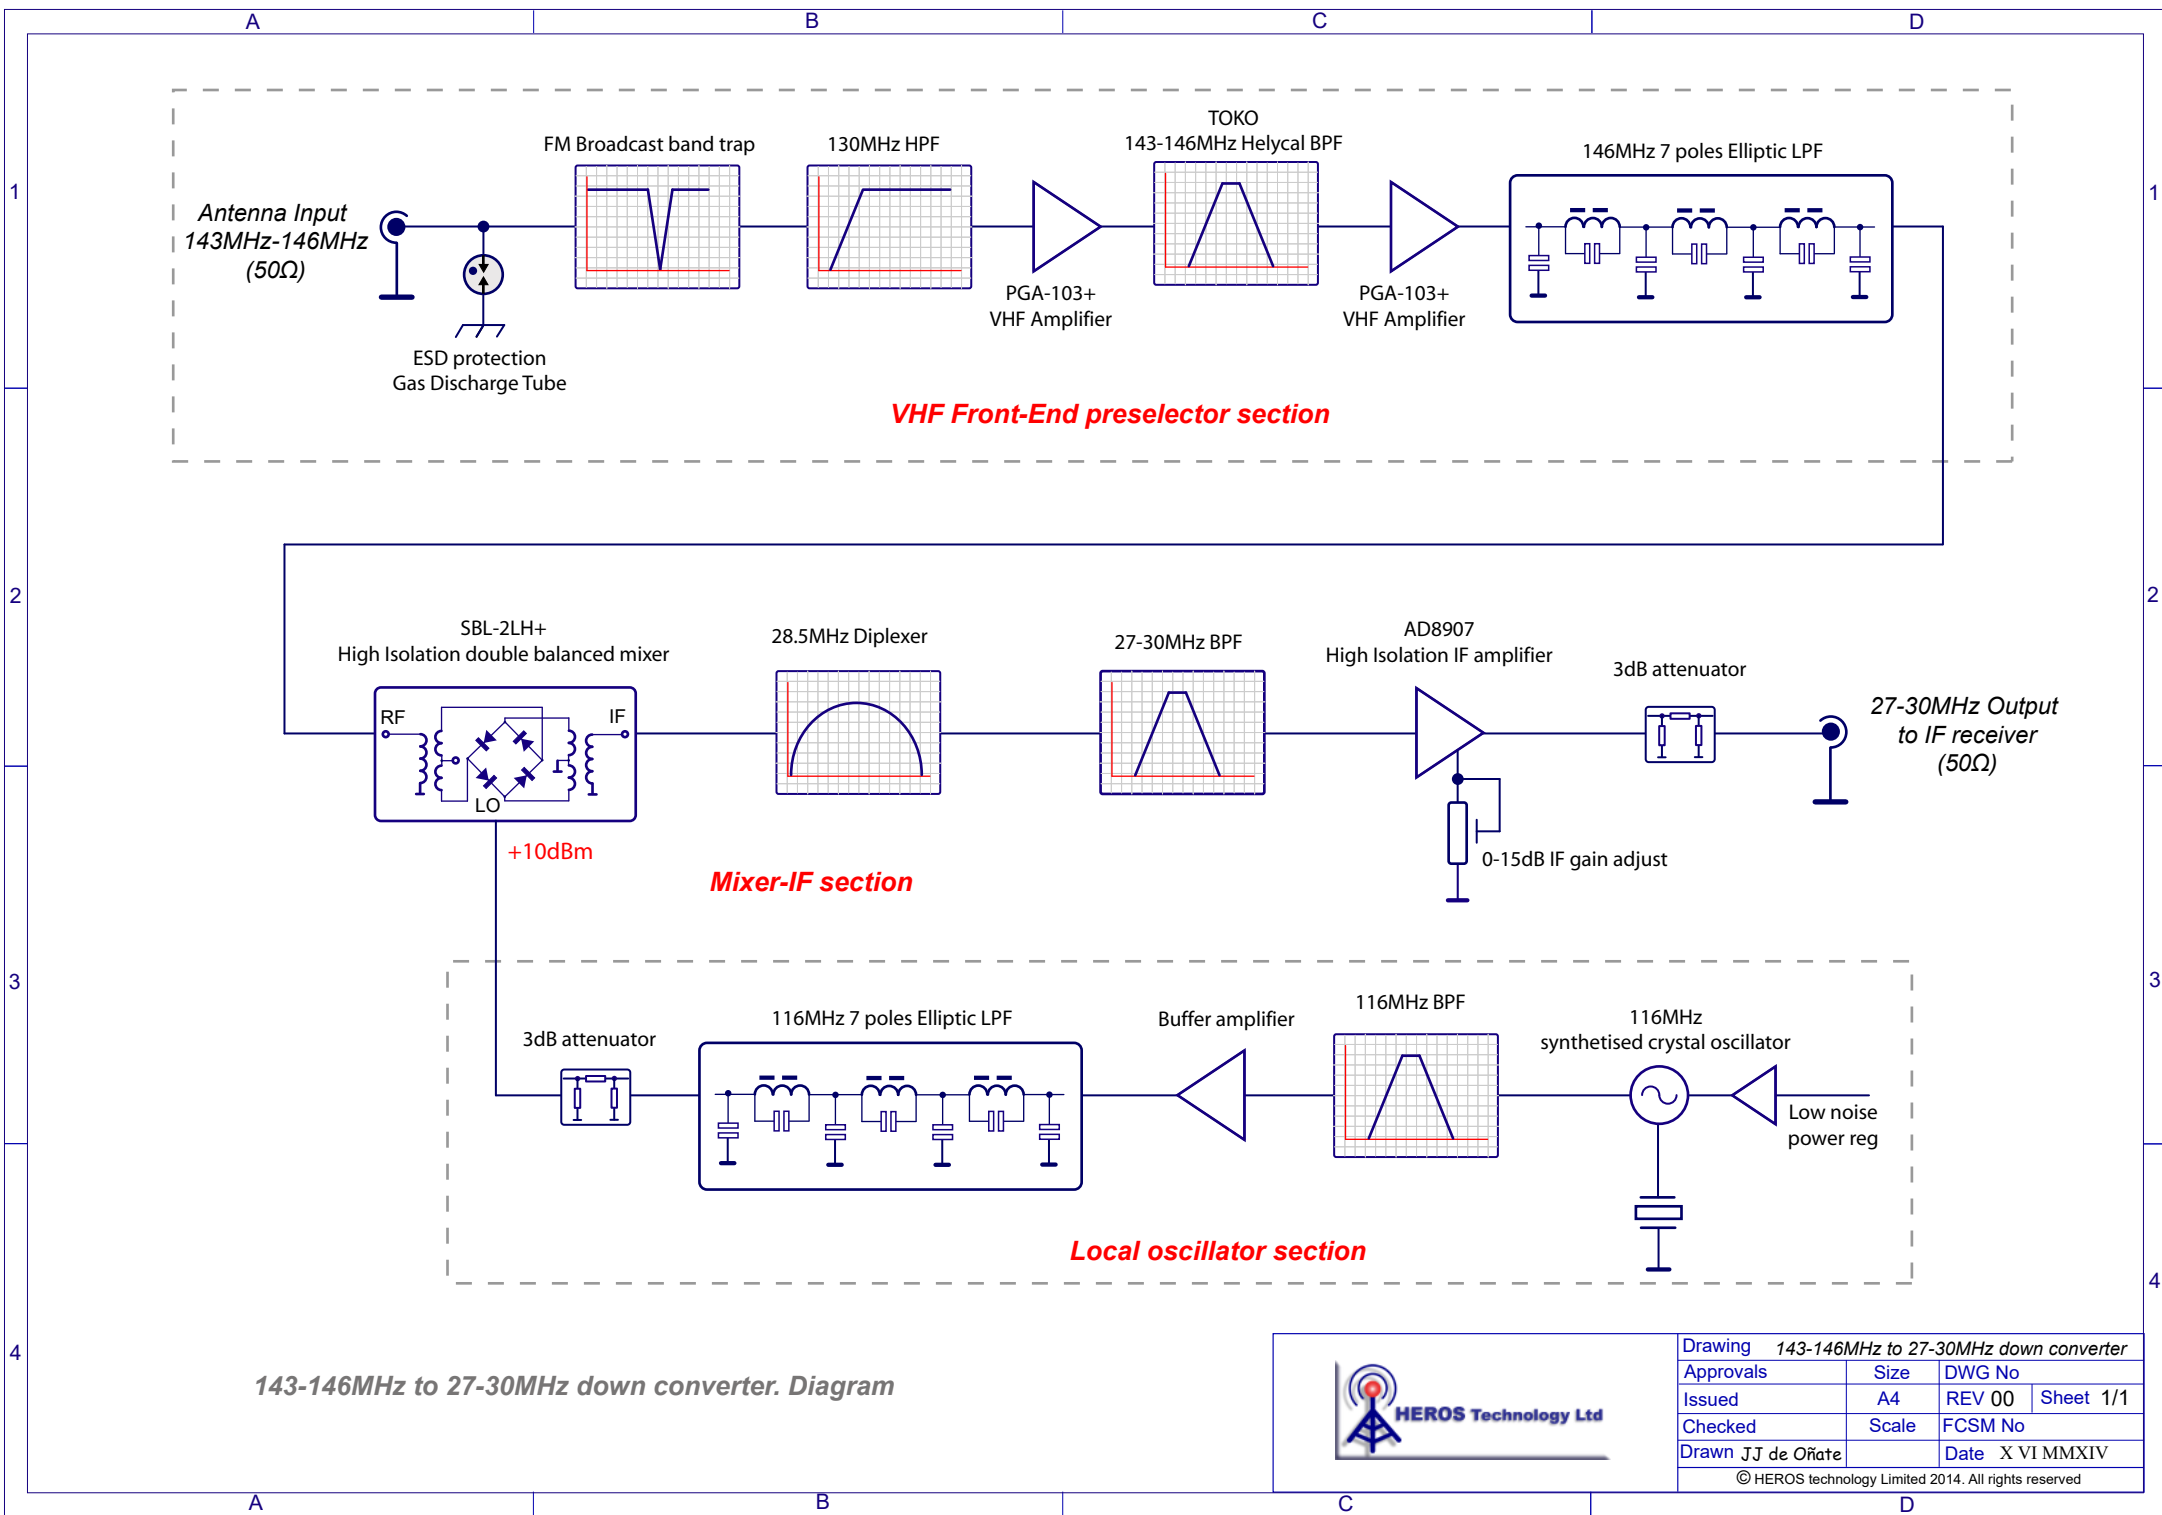 A B C D
1
1
FM Broadcast band trap
130MHz HPF
TOKO
143-146MHz Helycal BPF
146MHz 7 poles Elliptic LPF
Antenna Input
143MHz-146MHz
(50Ω)
ESD protection
Gas Discharge Tube
PGA-103+
VHF Amplifier
PGA-103+
VHF Amplifier
VHF Front-End preselector section
2
2
SBL-2LH+
High Isolation double balanced mixer
RF
IF
LO
+10dBm
28.5MHz Diplexer
27-30MHz BPF
AD8907
High Isolation IF amplifier
3dB attenuator
27-30MHz Output
to IF receiver
(50Ω)
0-15dB IF gain adjust
Mixer-IF section
3
3
3dB attenuator
116MHz 7 poles Elliptic LPF
Buffer amplifier
116MHz BPF
116MHz
synthetised crystal oscillator
Low noise
power reg
Local oscillator section
4
4
143-146MHz to 27-30MHz down converter. Diagram
HEROS Technology Ltd
Drawing 143-146MHz to 27-30MHz down converter
Approvals Size DWG No
Issued A4 REV 00 Sheet 1/1
Checked Scale FCSM No
Drawn JJ de Oñate Date X VI MMXIV
© HEROS technology Limited 2014. All rights reserved
A B C D